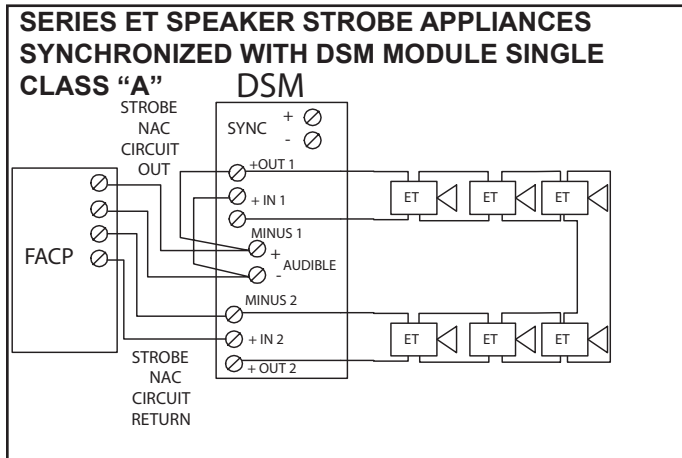 SERIES ET SPEAKER STROBE APPLIANCES
SYNCHRONIZED WITH DSM MODULE SINGLE
CLASS “A”
DSM
STROBE
NAC
CIRCUIT
OUT
SYNC
+
-
+OUT 1
+ IN 1
MINUS 1
+
AUDIBLE
-
MINUS 2
+ IN 2
+ OUT 2
FACP
STROBE
NAC
CIRCUIT
RETURN
ET
ET
ET
ET
ET
ET